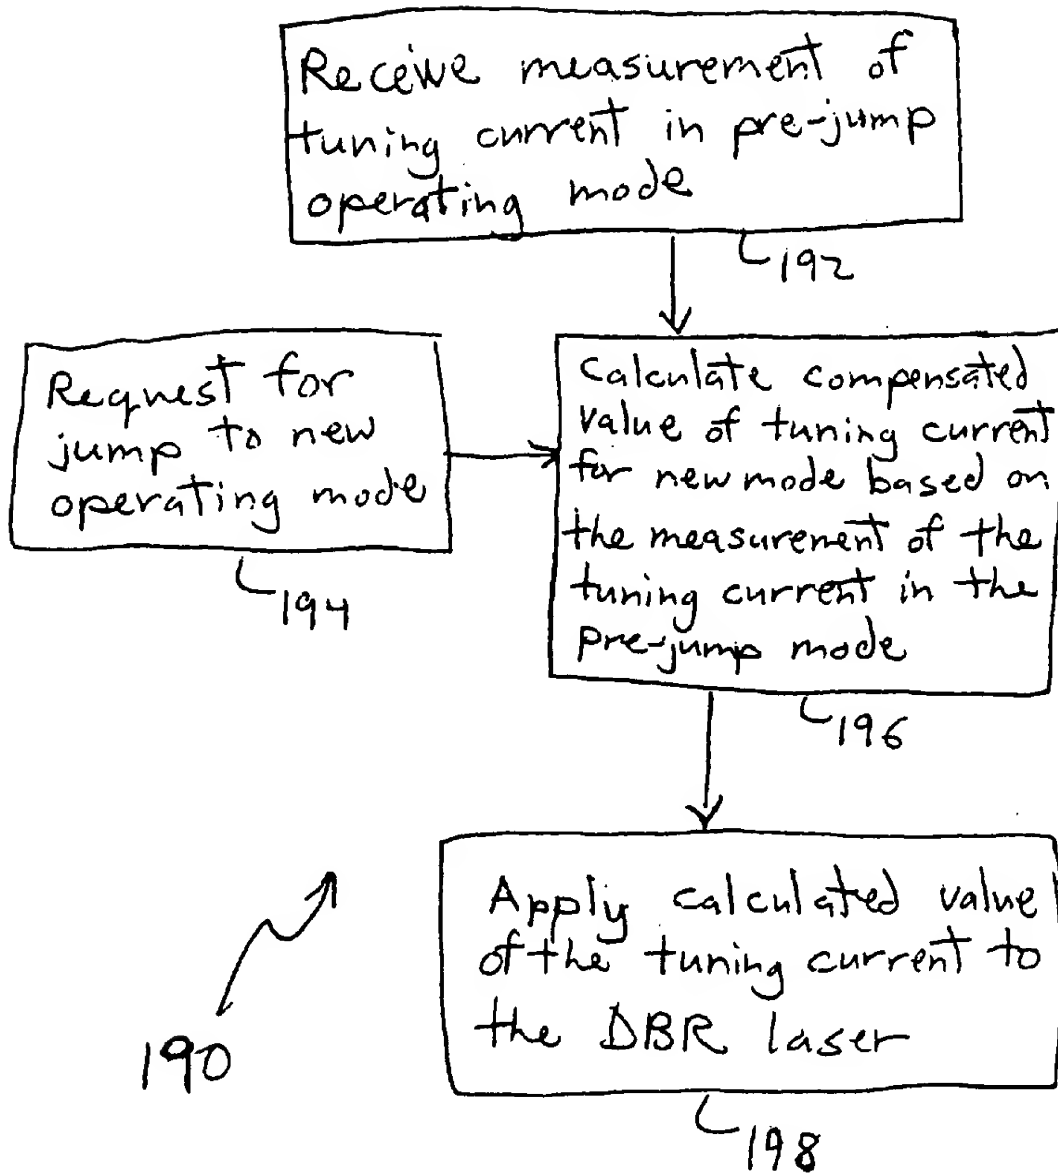 Receive measurement of
tuning current in pre-jump
operating mode
192
Request for
jump to new
operating mode
194
Calculate compensated
value of tuning current
for new mode based on
the measurement of the
tuning current in the
pre-jump mode
196
Apply calculated value
of the tuning current to
the DBR laser
198
190